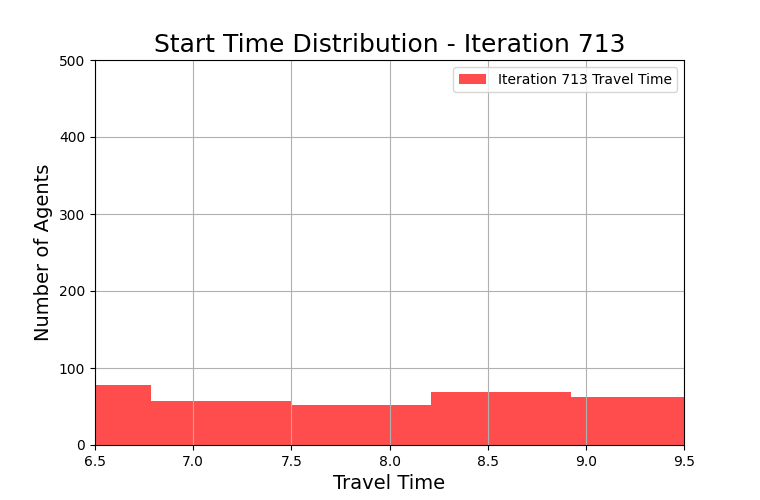 Start Time Distribution - Iteration 713
500
400
300
200
100
0
Number of Agents
Iteration 713 Travel Time
6.5 7.0 7.5 8.0 8.5 9.0 9.5
Travel Time